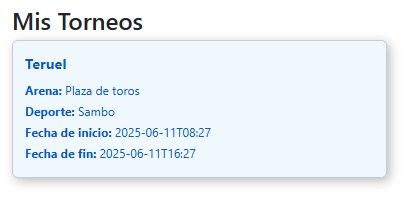 Mis Torneos
Teruel
Arena: Plaza de toros
Deporte: Sambo
Fecha de inicio: 2025-06-11T08:27
Fecha de fin: 2025-06-11T16:27